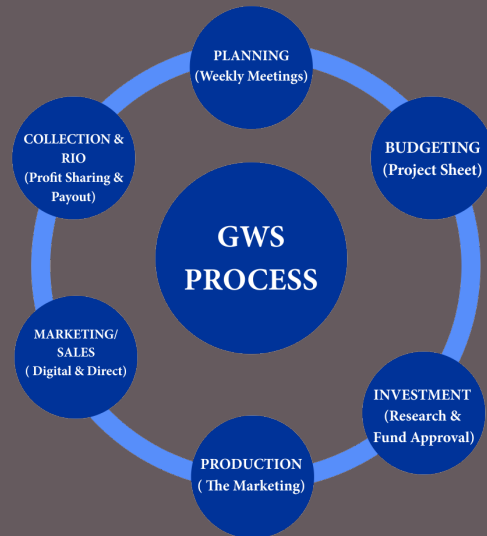 PLANNING
(Weekly Meetings)
BUDGETING
(Project Sheet)
INVESTMENT
(Research &
Fund Approval)
PRODUCTION
( The Marketing)
MARKETING/
SALES
( Digital & Direct)
COLLECTION &
RIO
(Profit Sharing &
Payout)
GWS
PROCESS